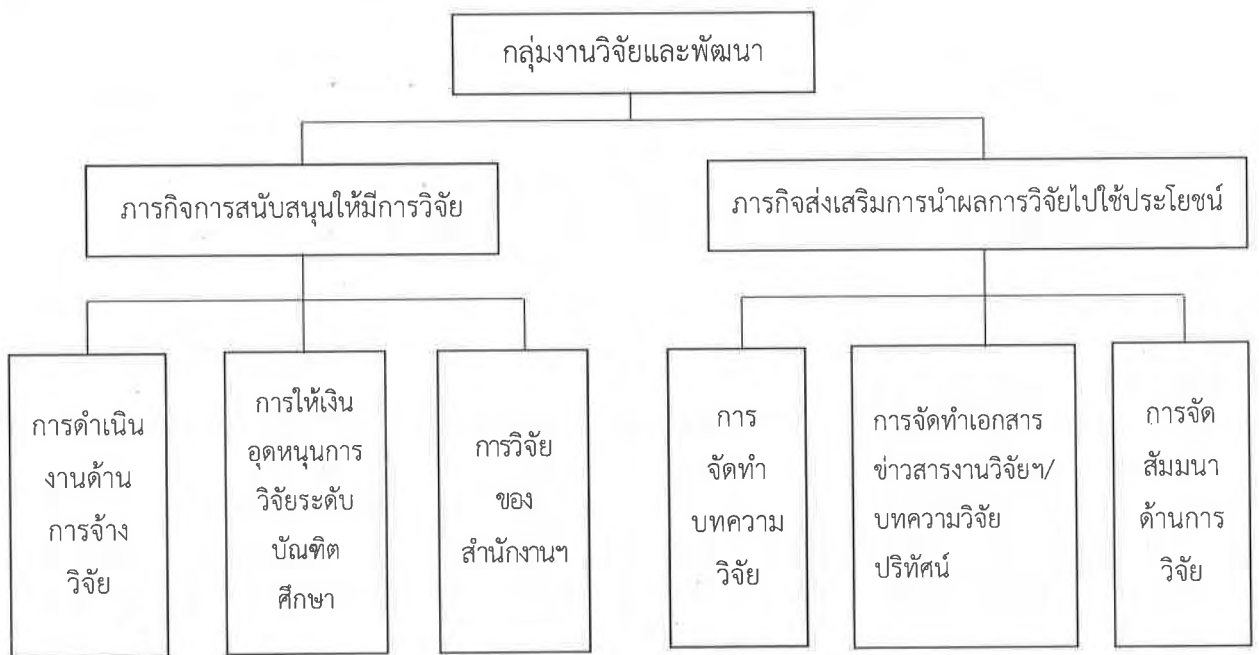 กลุ่มงานวิจัยและพัฒนา
ภารกิจการสนับสนุนให้มีการวิจัย
ภารกิจส่งเสริมการนำผลการวิจัยไปใช้ประโยชน์
การดำเนิน
งานด้าน
การจ้าง
วิจัย
การให้เงิน
อุดหนุนการ
วิจัยระดับ
บัณฑิต
ศึกษา
การวิจัย
ของ
สำนักงานฯ
การ
จัดทำ
บทความ
วิจัย
การจัดทำเอกสาร
ข่าวสารงานวิจัยฯ/
บทความวิจัย
ปริทัศน์
การจัด
สัมมนา
ด้านการ
วิจัย